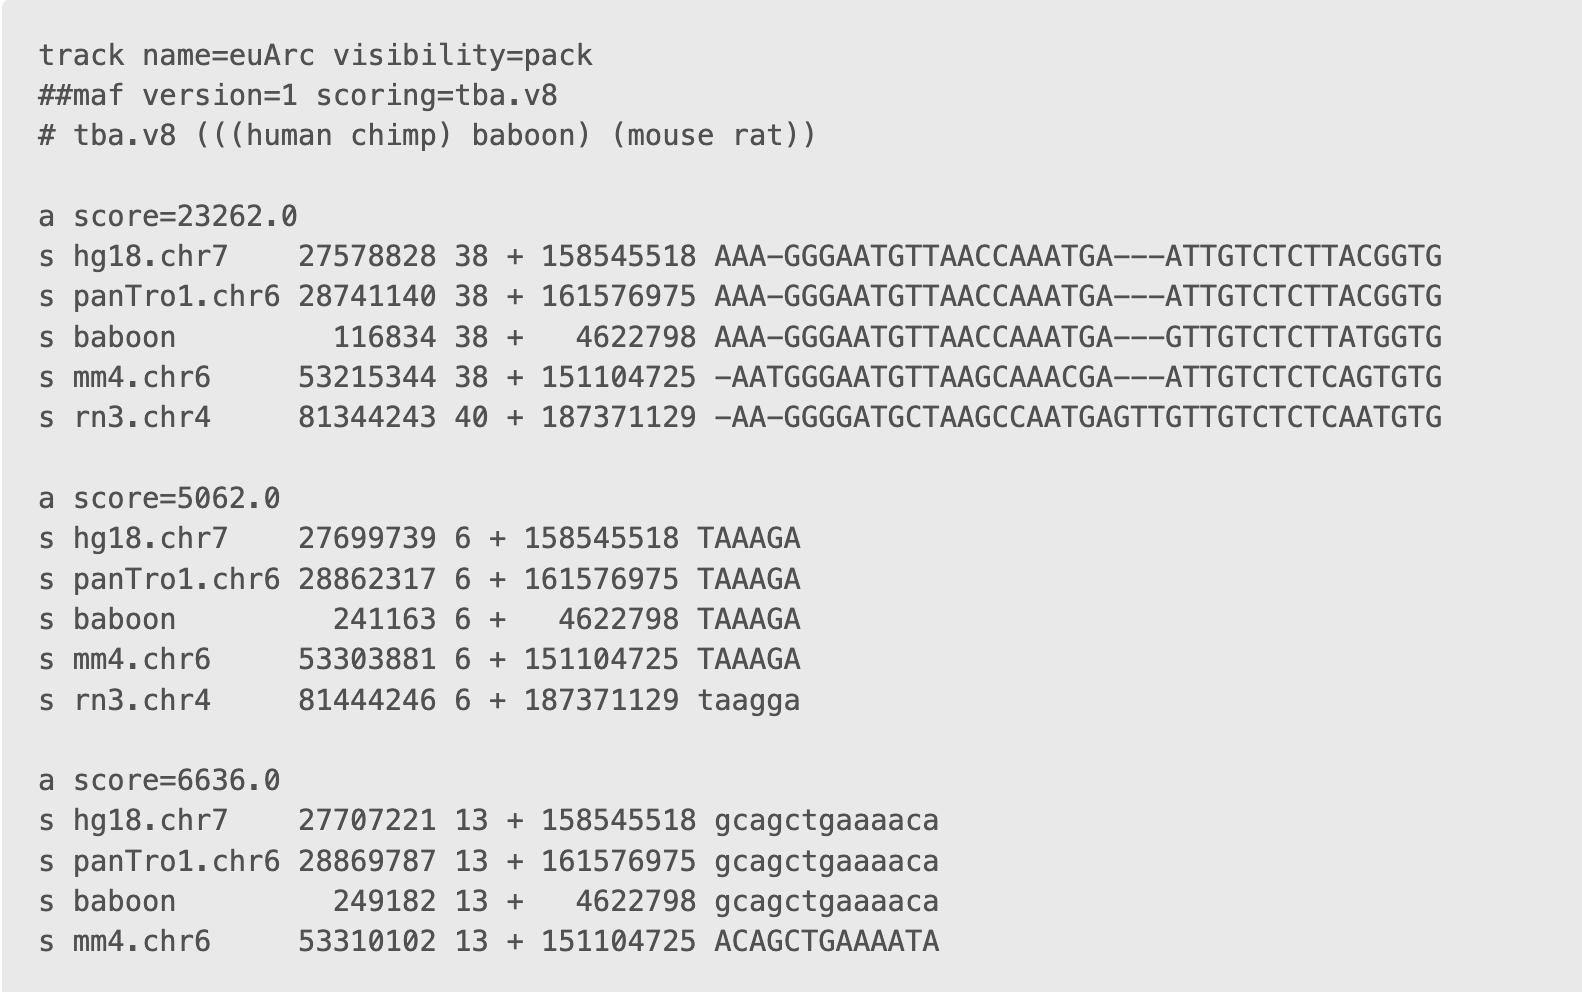 track name=euArc visibility=pack
##maf version=1 scoring=tba.v8
# tba.v8 (((human chimp) baboon) (mouse rat))

a score=23262.0
s hg18.chr7    27578828 38 + 158545518 AAA-GGGAATGTTAACCAAATGA---ATTGTCTCTTACGGTG
s panTro1.chr6 28741140 38 + 161576975 AAA-GGGAATGTTAACCAAATGA---ATTGTCTCTTACGGTG
s baboon         116834 38 +   4622798 AAA-GGGAATGTTAACCAAATGA---GTTGTCTCTTATGGTG
s mm4.chr6     53215344 38 + 151104725 -AATGGGAATGTTAAGCAAACGA---ATTGTCTCTCAGTGTG
s rn3.chr4     81344243 40 + 187371129 -AA-GGGGATGCTAAGCCAATGAGTTGTTGTCTCTCAATGTG

a score=5062.0
s hg18.chr7    27699739 6 + 158545518 TAAAGA
s panTro1.chr6 28862317 6 + 161576975 TAAAGA
s baboon         241163 6 +   4622798 TAAAGA
s mm4.chr6     53303881 6 + 151104725 TAAAGA
s rn3.chr4     81444246 6 + 187371129 taagga

a score=6636.0
s hg18.chr7    27707221 13 + 158545518 gcagctgaaaaca
s panTro1.chr6 28869787 13 + 161576975 gcagctgaaaaca
s baboon         249182 13 +   4622798 gcagctgaaaaca
s mm4.chr6     53310102 13 + 151104725 ACAGCTGAAAATA